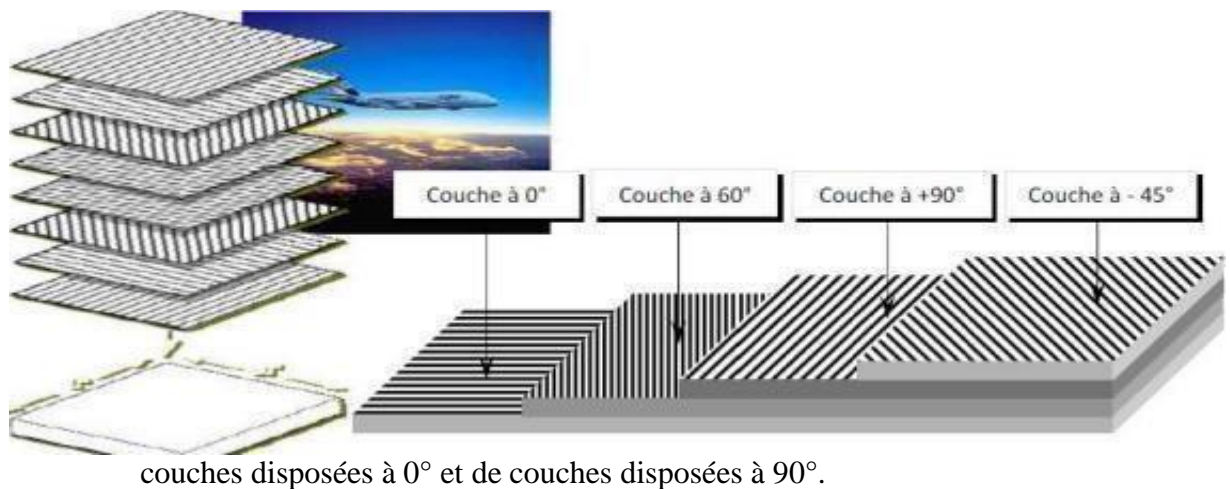 Couche à 0°
Couche à 60°
Couche à +90°
Couche à - 45°
couches disposées à 0° et de couches disposées à 90°.